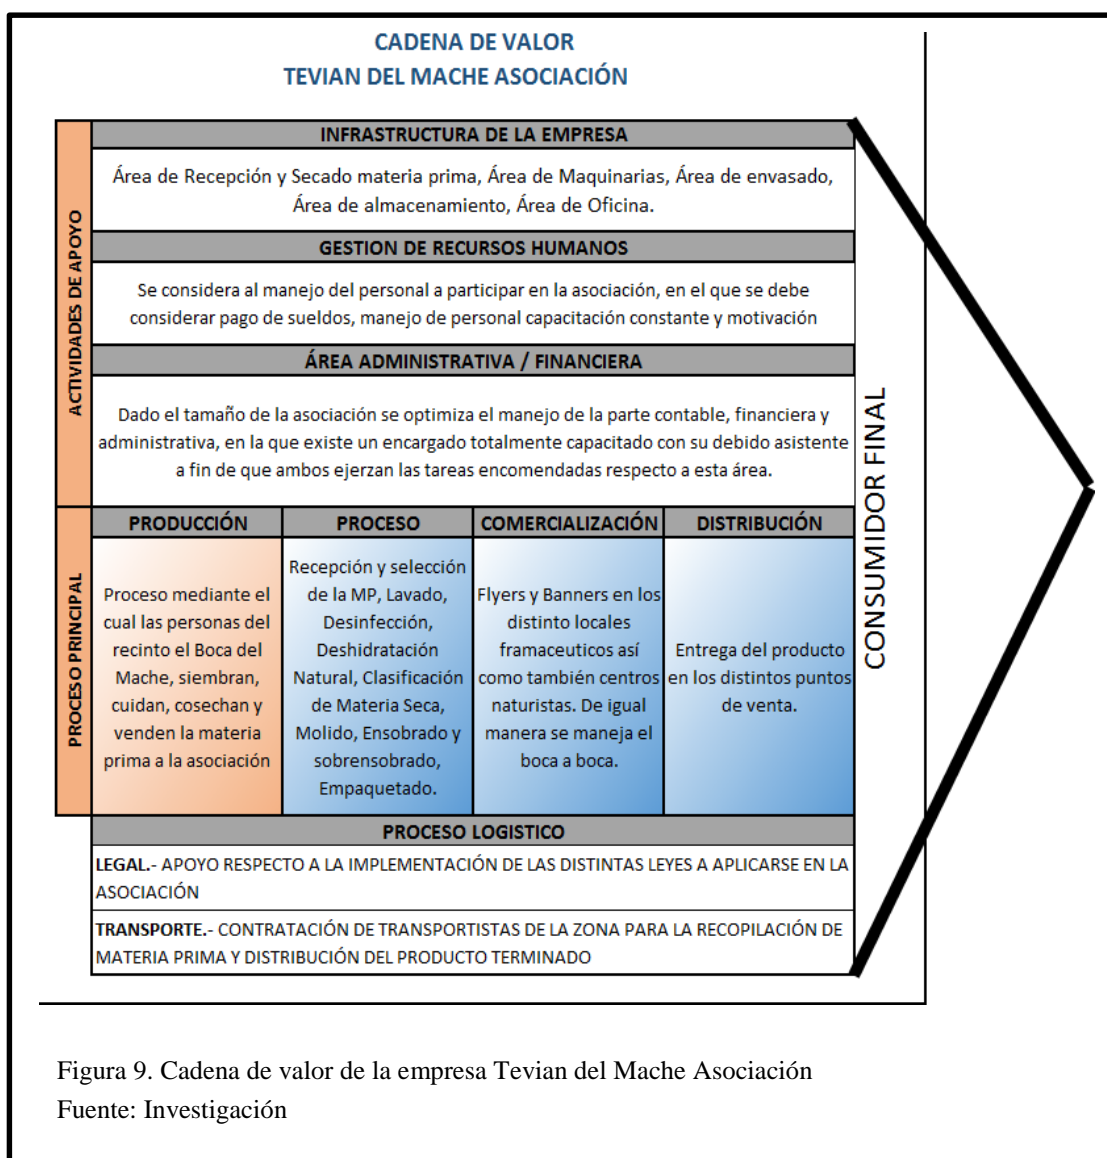 CADENA DE VALOR
TEVIAN DEL MACHE ASOCIACIÓN
ACTIVIDADES DE APOYO
INFRASTRUCTURA DE LA EMPRESA
Área de Recepción y Secado materia prima, Área de Maquinarias, Área de envasado,
Área de almacenamiento, Área de Oficina.
GESTION DE RECURSOS HUMANOS
Se considera al manejo del personal a participar en la asociación, en el que se debe
considerar pago de sueldos, manejo de personal capacitación constante y motivación
ÁREA ADMINISTRATIVA / FINANCIERA
Dado el tamaño de la asociación se optimiza el manejo de la parte contable, financiera y
administrativa, en la que existe un encargado totalmente capacitado con su debido asistente
a fin de que ambos ejerzan las tareas encomendadas respecto a esta área.
PROCESO PRINCIPAL
PRODUCCIÓN
Proceso mediante el
cual las personas del
recinto el Boca del
Mache, siembran,
cuidan, cosechan y
venden la materia
prima a la asociación
PROCESO
Recepción y selección
de la MP, Lavado,
Desinfección,
Deshidratación
Natural, Clasificación
de Materia Seca,
Molido, Ensobrado y
sobrensobrado,
Empaquetado.
COMERCIALIZACIÓN
Flyers y Banners en los
distinto locales
framaceuticos así
como también centros
naturistas. De igual
manera se maneja el
boca a boca.
DISTRIBUCIÓN
Entrega del producto
en los distintos puntos
de venta.
PROCESO LOGISTICO
LEGAL.- APOYO RESPECTO A LA IMPLEMENTACIÓN DE LAS DISTINTAS LEYES A APLICARSE EN LA
ASOCIACIÓN
TRANSPORTE.- CONTRATACIÓN DE TRANSPORTISTAS DE LA ZONA PARA LA RECOPILACIÓN DE
MATERIA PRIMA Y DISTRIBUCIÓN DEL PRODUCTO TERMINADO
CONSUMIDOR FINAL
Figura 9. Cadena de valor de la empresa Tevian del Mache Asociación
Fuente: Investigación